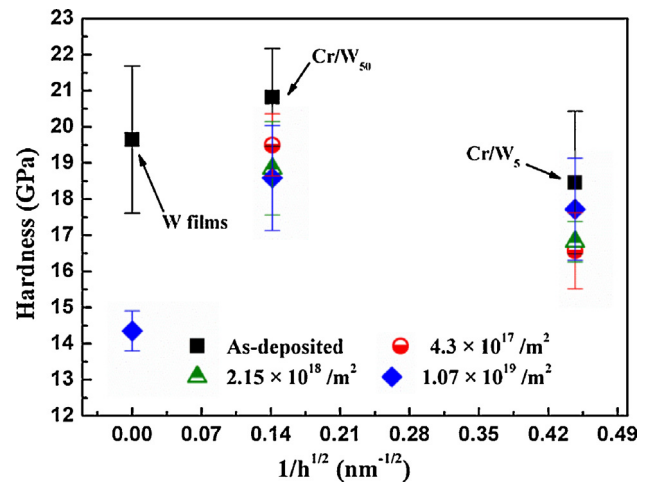 Hardness (GPa)
23
22
21
20
19
18
17
16
15
14
13
12
Cr/W₅₀
Cr/W₅
W films
As-deposited
4.3 × 10¹⁷/m²
2.15 × 10¹⁸/m²
1.07 × 10¹⁹/m²
0.00 0.07 0.14 0.21 0.28 0.35 0.42 0.49
1/h¹/² (nm⁻¹/²)